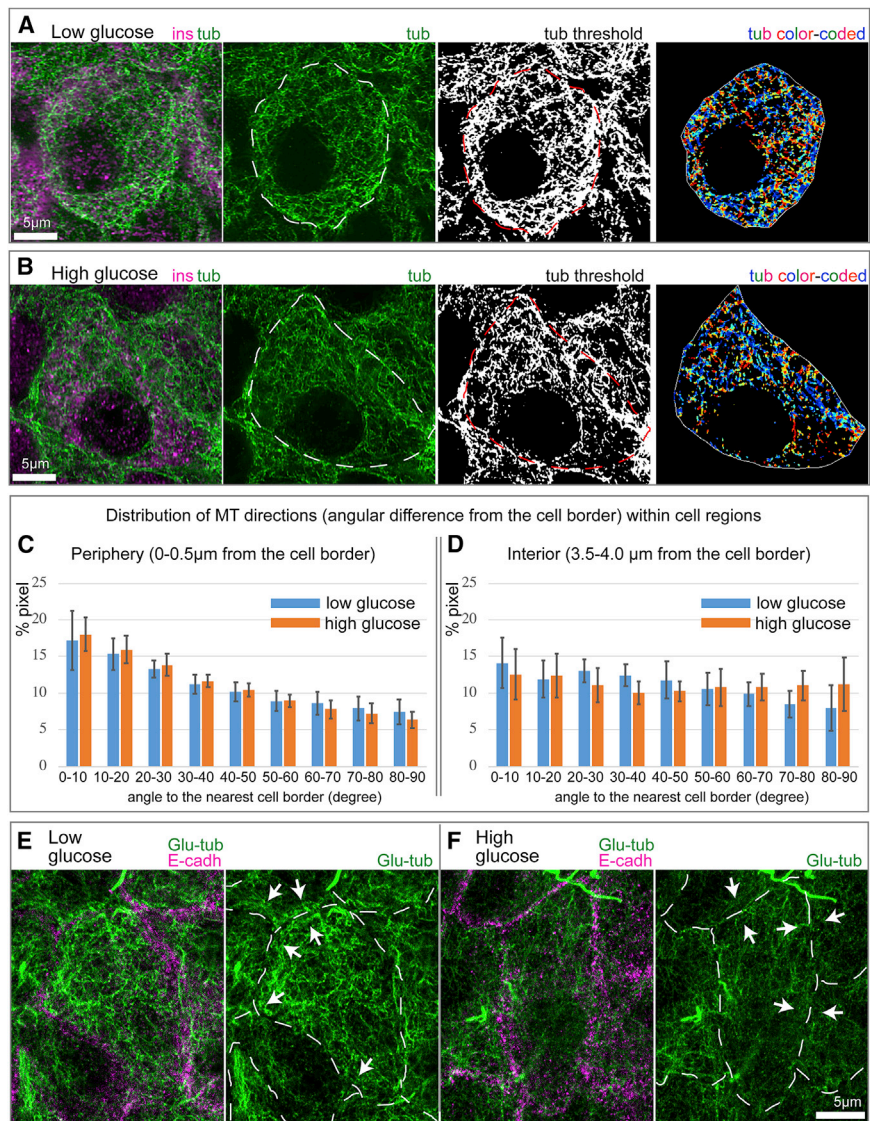 A Low glucose ins tub tub tub threshold tub color-coded
5µm
B High glucose ins tub tub tub threshold tub color-coded
5µm
Distribution of MT directions (angular difference from the cell border) within cell regions
C Periphery (0-0.5µm from the cell border)
% pixel
25
20
15
10
5
0
low glucose
high glucose
0-10 10-20 20-30 30-40 40-50 50-60 60-70 70-80 80-90
angle to the nearest cell border (degree)
D Interior (3.5-4.0 µm from the cell border)
% pixel
25
20
15
10
5
0
low glucose
high glucose
0-10 10-20 20-30 30-40 40-50 50-60 60-70 70-80 80-90
angle to the nearest cell border (degree)
E Low
glucose
Glu-tub
E-cadh
Glu-tub
F High
glucose
Glu-tub
E-cadh
Glu-tub
5µm